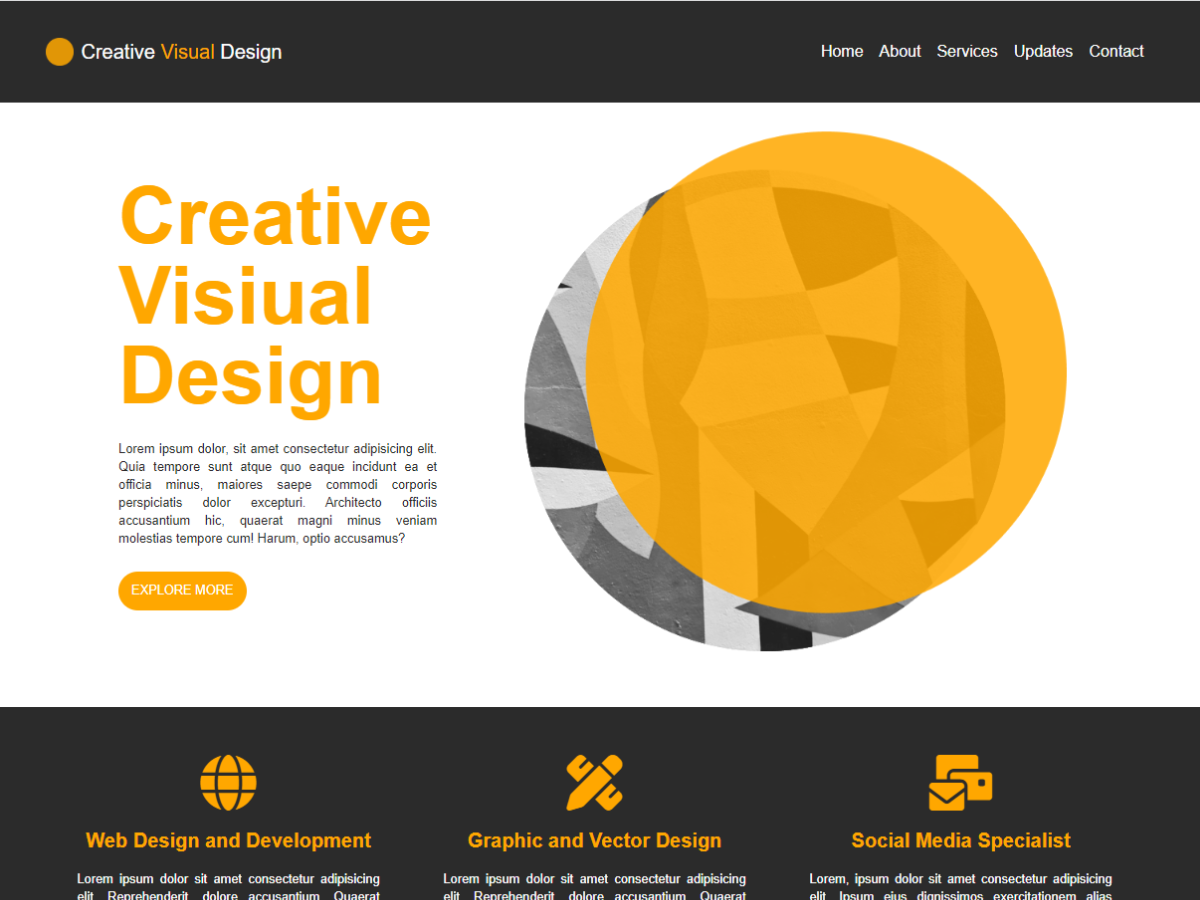 Creative Visual Design
Home About Services Updates Contact
Creative
Visiual
Design
Lorem ipsum dolor, sit amet consectetur adipisicing elit.
Quia tempore sunt atque quo eaque incidunt ea et
officia minus, maiores saepe commodi corporis
perspiciatis dolor excepturi. Architecto officiis
accusantium hic, quaerat magni minus veniam
molestias tempore cum! Harum, optio accusamus?
EXPLORE MORE
Web Design and Development
Lorem ipsum dolor sit amet consectetur adipisicing
elit. Reprehenderit dolore accusantium Quaerat
Graphic and Vector Design
Lorem ipsum dolor sit amet consectetur adipisicing
elit. Reprehenderit dolore accusantium Quaerat
Social Media Specialist
Lorem, ipsum dolor sit amet consectetur adipisicing
elit. Ipsum eius dignissimos exercitationem alias